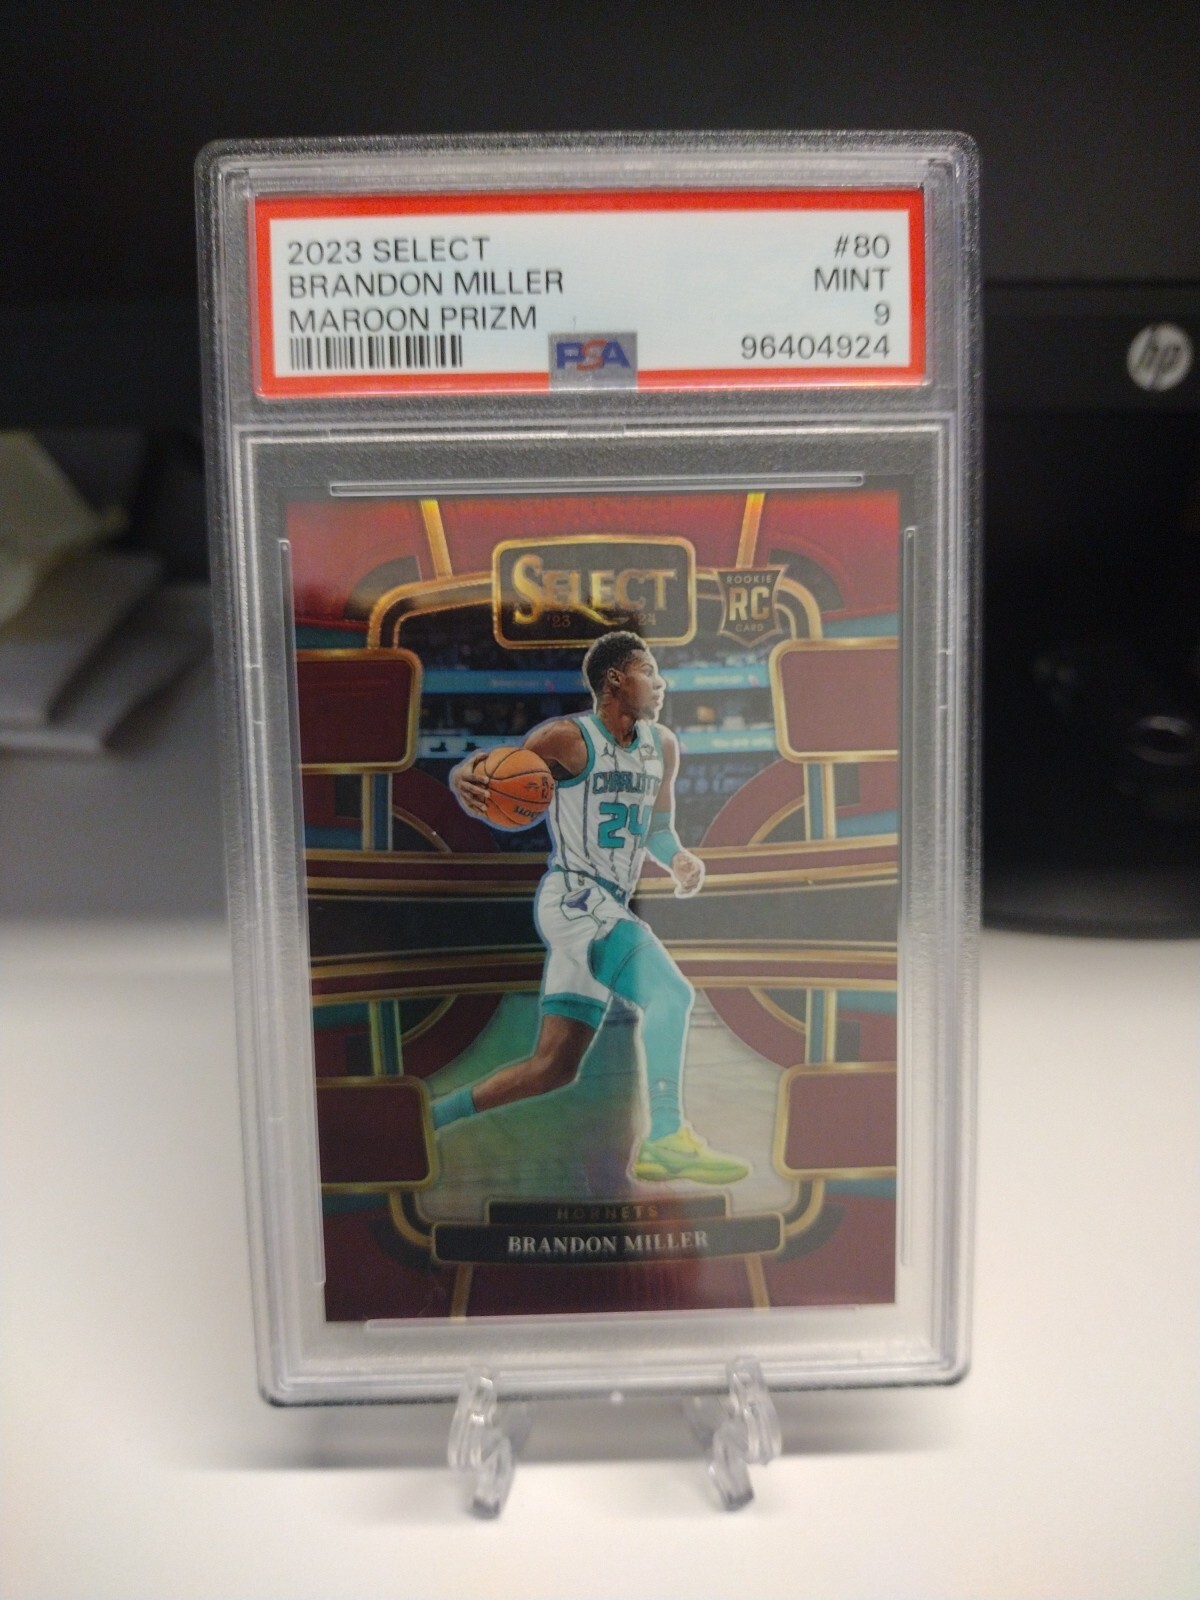 2023 SELECT #80
BRANDON MILLER MINT
MAROON PRIZM 9
PSA 96404924
hp
SELECT
'23 '24
ROOKIE
RC
CARD
CHARLOTTE
24
HORNETS
BRANDON MILLER